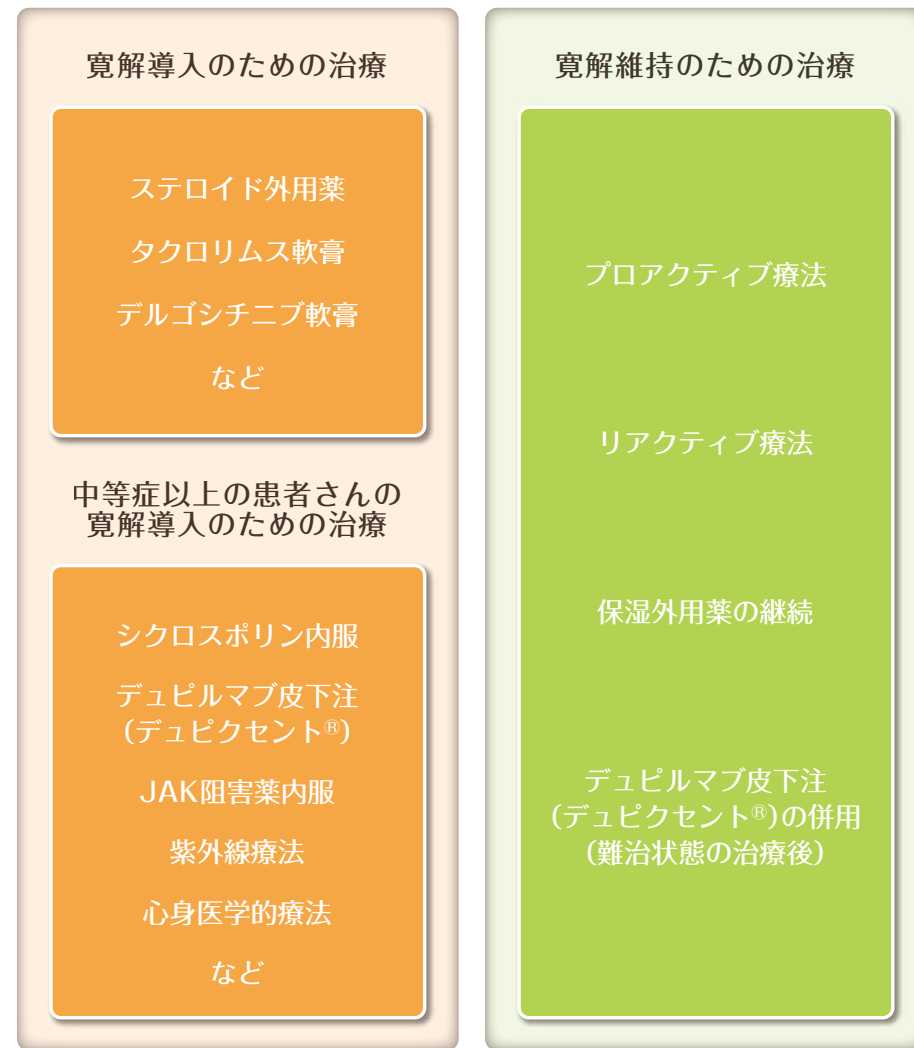 寛解導入のための治療
ステロイド外用薬
タクロリムス軟膏
デルゴシチニブ軟膏
など
中等症以上の患者さんの
寛解導入のための治療
シクロスポリン内服
デュピルマブ皮下注
(デュピクセント®)
JAK阻害薬内服
紫外線療法
心身医学的療法
など
寛解維持のための治療
プロアクティブ療法
リアクティブ療法
保湿外用薬の継続
デュピルマブ皮下注
(デュピクセント®)の併用
(難治状態の治療後)